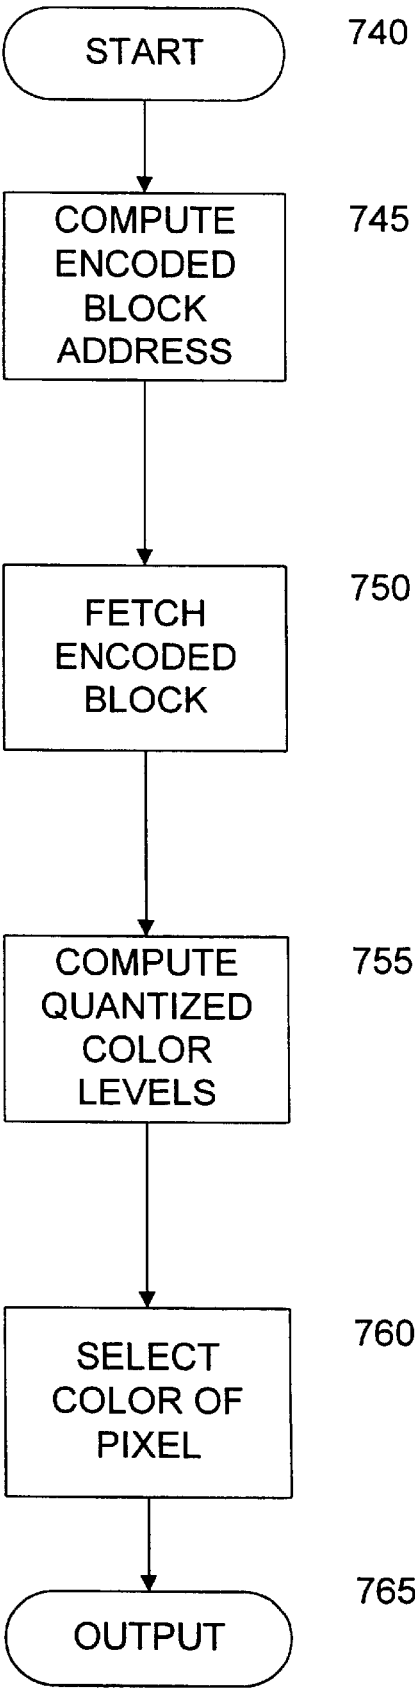 START
740
COMPUTE
ENCODED
BLOCK
ADDRESS
745
FETCH
ENCODED
BLOCK
750
COMPUTE
QUANTIZED
COLOR
LEVELS
755
SELECT
COLOR OF
PIXEL
760
OUTPUT
765